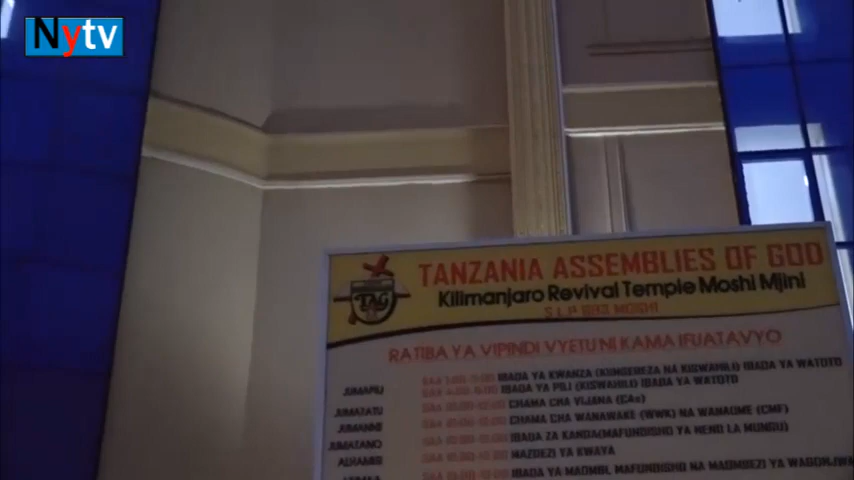 Nytv
TANZANIA ASSEMBLIES OF GOD
TAG
Kilimanjaro Revival Temple Moshi Mjini
S.L.P MOSHI
RATIBA YA VIPINDI VYETU NI KAMA IFUATAVYO
JUMAPILI IBADA YA KWANZA (KIINGEREZA NA KISWAHILI) IBADA YA WATOTO
IBADA YA PILI (KISWAHILI) IBADA YA WATOTO
JUMATATU CHAMA CHA VIJANA (CAs)
JUMANNE CHAMA CHA WANAWAKE (WWK) NA WANAUME (CMF)
JUMATANO IBADA ZA KANDA(MAFUNDISHO YA NENO LA MUNGU)
ALHAMISI MAZOEZI YA KWAYA
IBADA YA MAOMBI, MAFUNDISHO NA MAOMBEZI YA